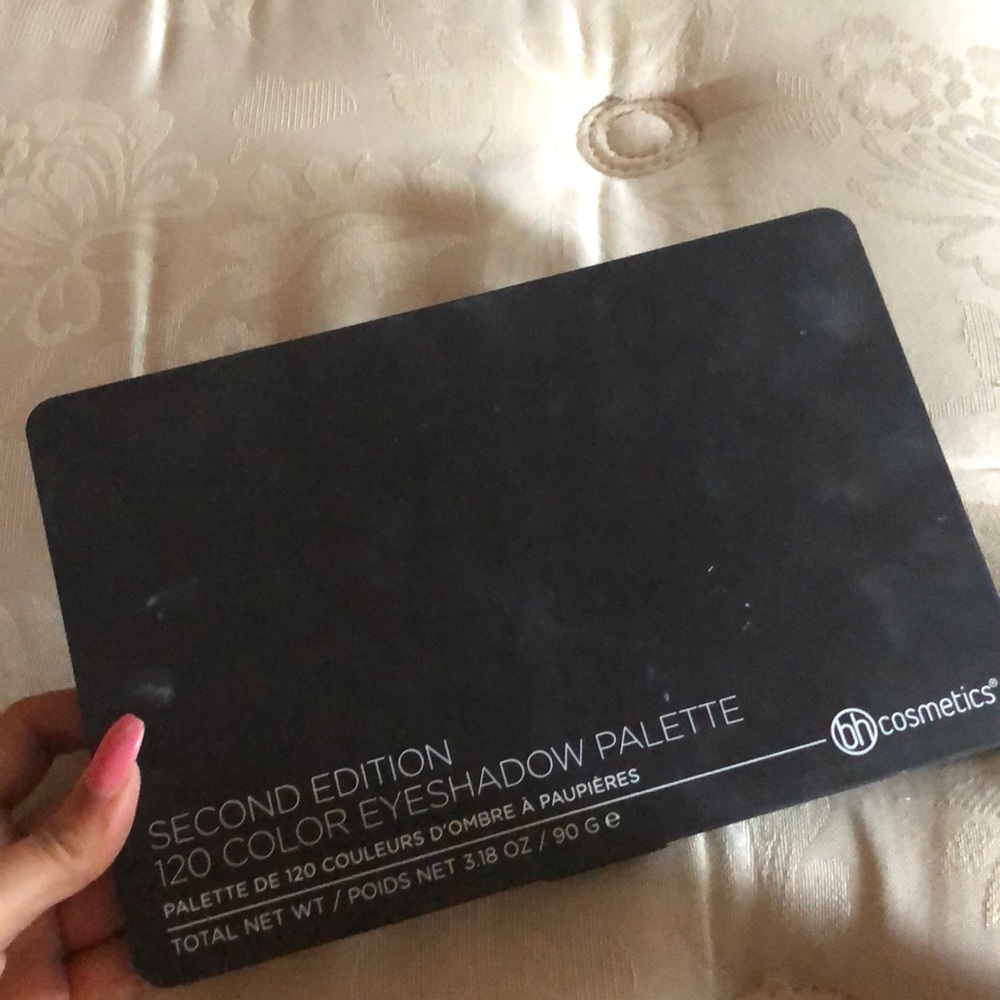 SECOND EDITION
120 COLOR EYESHADOW PALETTE
PALETTE DE 120 COULEURS D'OMBRE À PAUPIÈRES
TOTAL NET WT / POIDS NET 3.18 OZ / 90 G ℮
bh cosmetics®